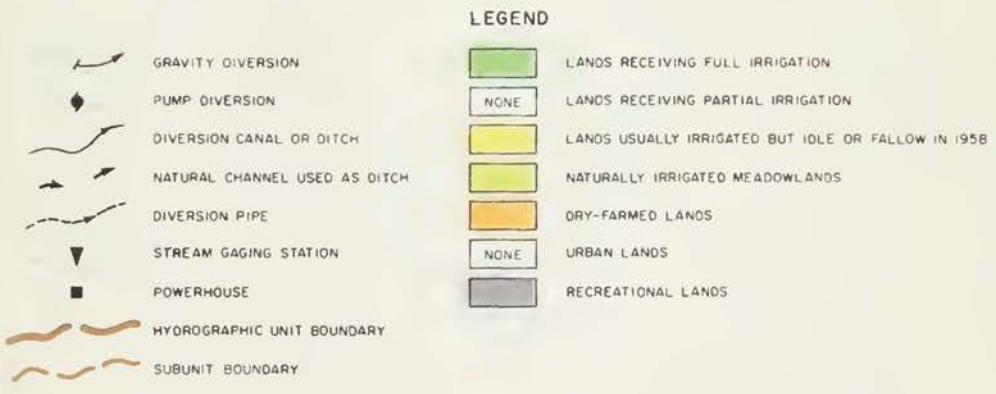 LEGEND
GRAVITY DIVERSION
PUMP DIVERSION
DIVERSION CANAL OR DITCH
NATURAL CHANNEL USED AS DITCH
DIVERSION PIPE
STREAM GAGING STATION
POWERHOUSE
HYDROGRAPHIC UNIT BOUNDARY
SUBUNIT BOUNDARY
LANDS RECEIVING FULL IRRIGATION
NONE LANDS RECEIVING PARTIAL IRRIGATION
LANDS USUALLY IRRIGATED BUT IDLE OR FALLOW IN 1958
NATURALLY IRRIGATED MEADOWLANDS
DRY-FARMED LANDS
NONE URBAN LANDS
RECREATIONAL LANDS